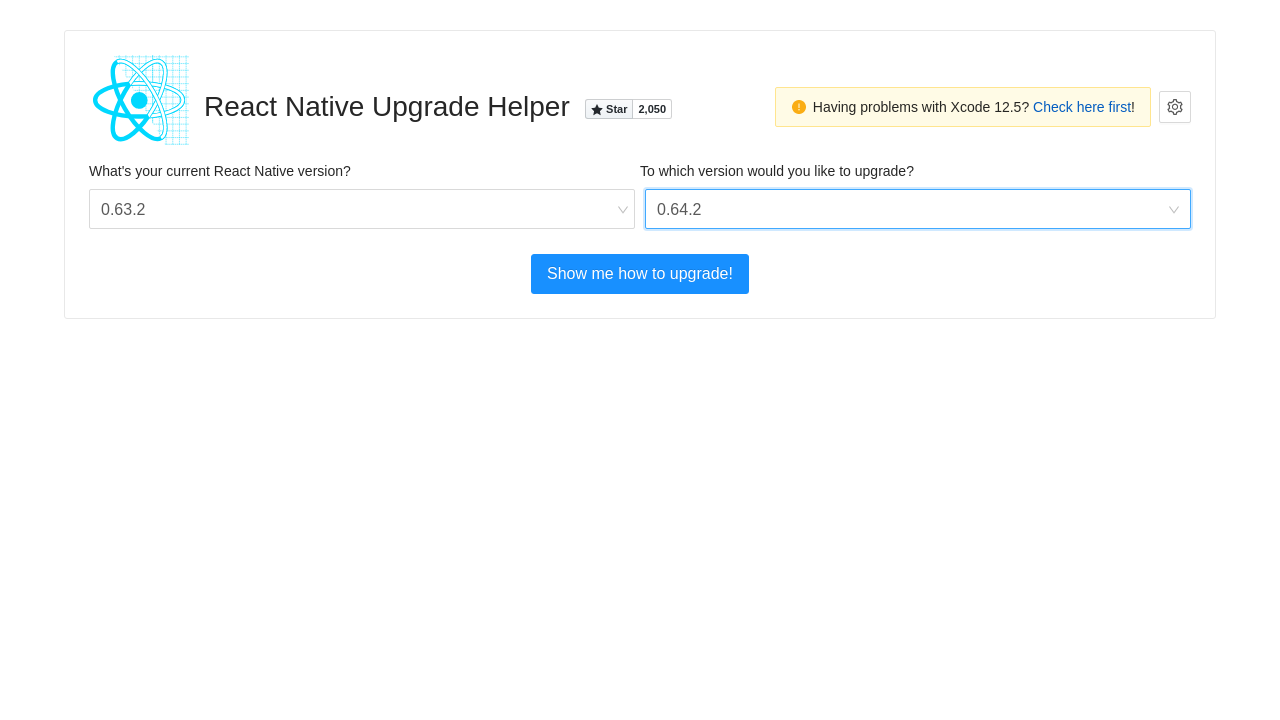 React Native Upgrade Helper
Star 2,050
Having problems with Xcode 12.5? Check here first!
What's your current React Native version?
To which version would you like to upgrade?
0.63.2
0.64.2
Show me how to upgrade!